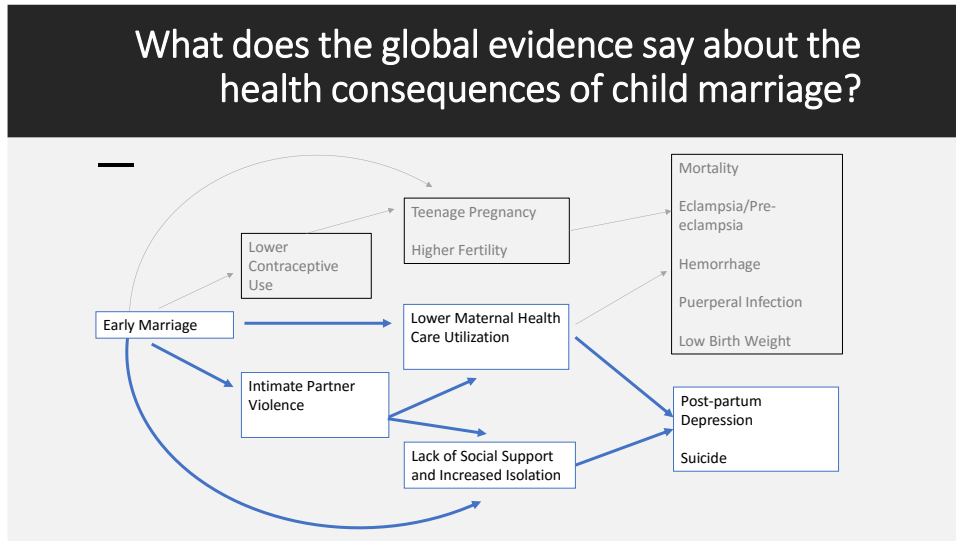 What does the global evidence say about the
health consequences of child marriage?
Mortality
Eclampsia/Pre-
eclampsia
Hemorrhage
Puerperal Infection
Low Birth Weight
Teenage Pregnancy
Higher Fertility
Lower
Contraceptive
Use
Early Marriage
Lower Maternal Health
Care Utilization
Intimate Partner
Violence
Lack of Social Support
and Increased Isolation
Post-partum
Depression
Suicide